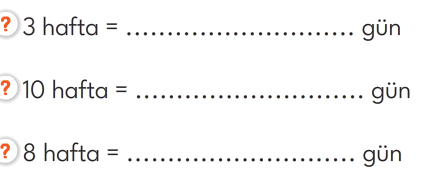 ? 3 hafta = ............................ gün
? 10 hafta = ............................ gün
? 8 hafta = ............................ gün